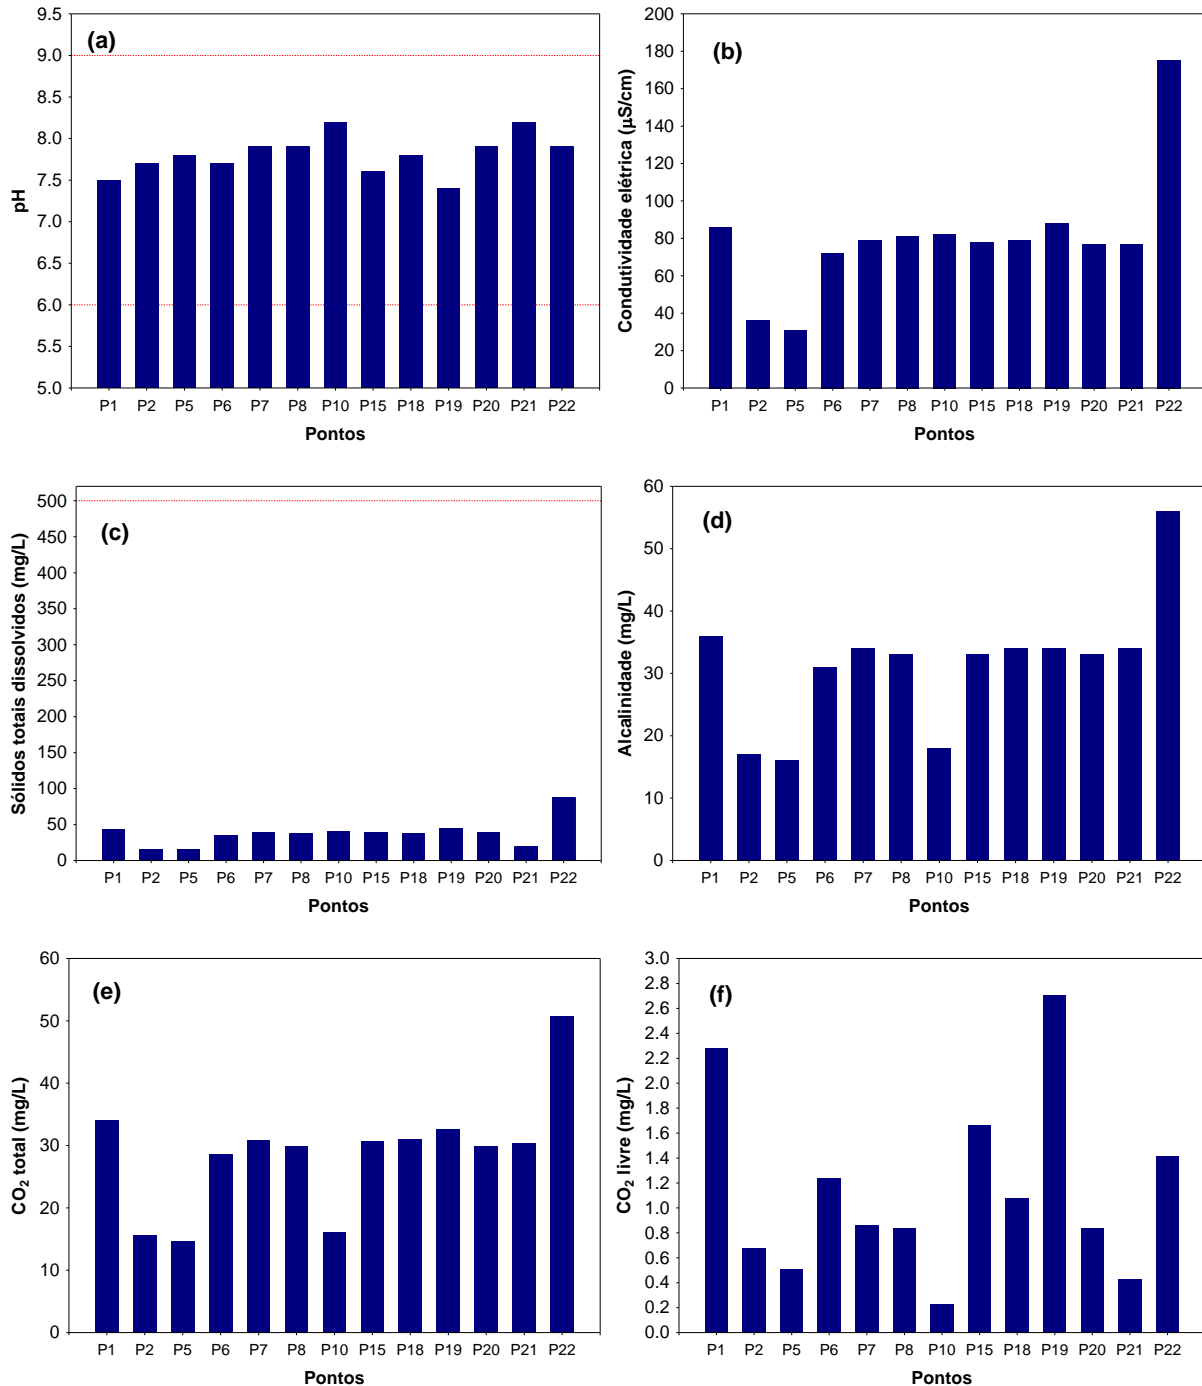 (a)
pH
9.5
9.0
8.5
8.0
7.5
7.0
6.5
6.0
5.5
5.0
P1 P2 P5 P6 P7 P8 P10 P15 P18 P19 P20 P21 P22
Pontos
(b)
Condutividade elétrica (µS/cm)
200
180
160
140
120
100
80
60
40
20
0
P1 P2 P5 P6 P7 P8 P10 P15 P18 P19 P20 P21 P22
Pontos
(c)
Sólidos totais dissolvidos (mg/L)
500
450
400
350
300
250
200
150
100
50
0
P1 P2 P5 P6 P7 P8 P10 P15 P18 P19 P20 P21 P22
Pontos
(d)
Alcalinidade (mg/L)
60
50
40
30
20
10
0
P1 P2 P5 P6 P7 P8 P10 P15 P18 P19 P20 P21 P22
Pontos
(e)
CO₂ total (mg/L)
60
50
40
30
20
10
0
P1 P2 P5 P6 P7 P8 P10 P15 P18 P19 P20 P21 P22
Pontos
(f)
CO₂ livre (mg/L)
3.0
2.8
2.6
2.4
2.2
2.0
1.8
1.6
1.4
1.2
1.0
0.8
0.6
0.4
0.2
0.0
P1 P2 P5 P6 P7 P8 P10 P15 P18 P19 P20 P21 P22
Pontos